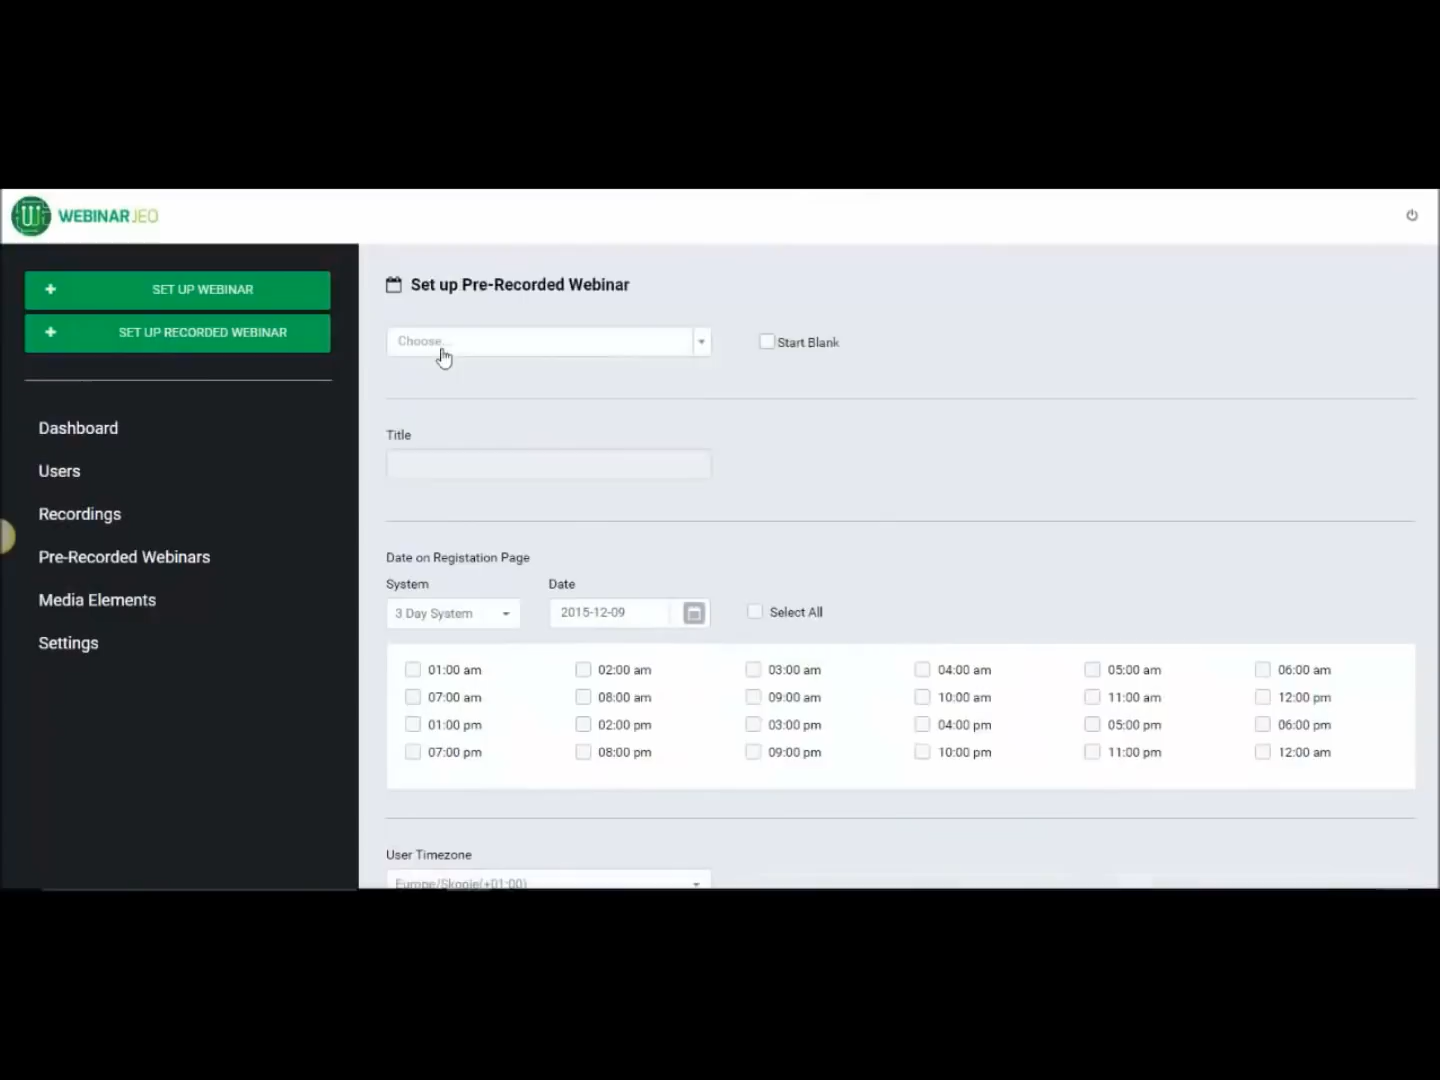 WEBINARJEO
+ SET UP WEBINAR
+ SET UP RECORDED WEBINAR
Dashboard
Users
Recordings
Pre-Recorded Webinars
Media Elements
Settings
Set up Pre-Recorded Webinar
Choose...
Start Blank
Title
Date on Registation Page
System Date
3 Day System 2015-12-09 Select All
01:00 am 02:00 am 03:00 am 04:00 am 05:00 am 06:00 am
07:00 am 08:00 am 09:00 am 10:00 am 11:00 am 12:00 pm
01:00 pm 02:00 pm 03:00 pm 04:00 pm 05:00 pm 06:00 pm
07:00 pm 08:00 pm 09:00 pm 10:00 pm 11:00 pm 12:00 am
User Timezone
Europe/Skopje(+01:00)